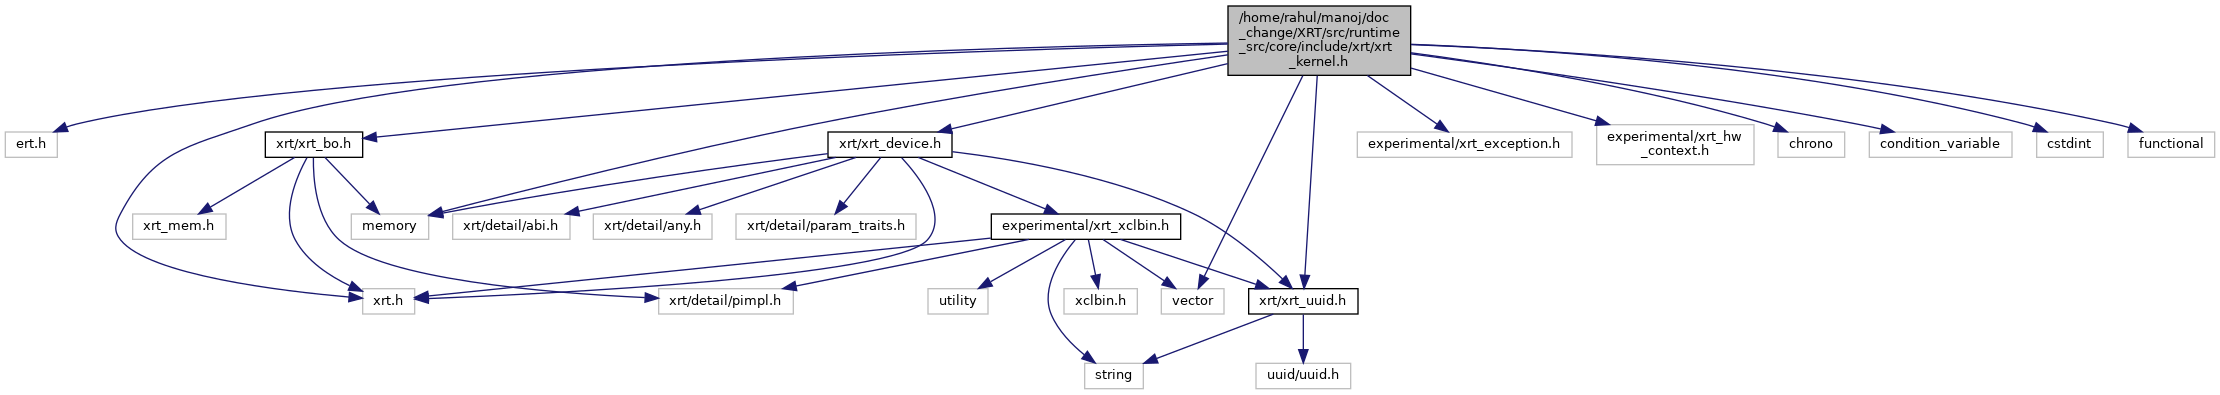 /home/rahul/manoj/doc
_change/XRT/src/runtime
_src/core/include/xrt/xrt
_kernel.h
ert.h
xrt/xrt_bo.h
xrt/xrt_device.h
experimental/xrt_exception.h
experimental/xrt_hw
_context.h
chrono
condition_variable
cstdint
functional
xrt_mem.h
memory
xrt/detail/abi.h
xrt/detail/any.h
xrt/detail/param_traits.h
experimental/xrt_xclbin.h
xrt.h
xrt/detail/pimpl.h
utility
xclbin.h
vector
xrt/xrt_uuid.h
string
uuid/uuid.h